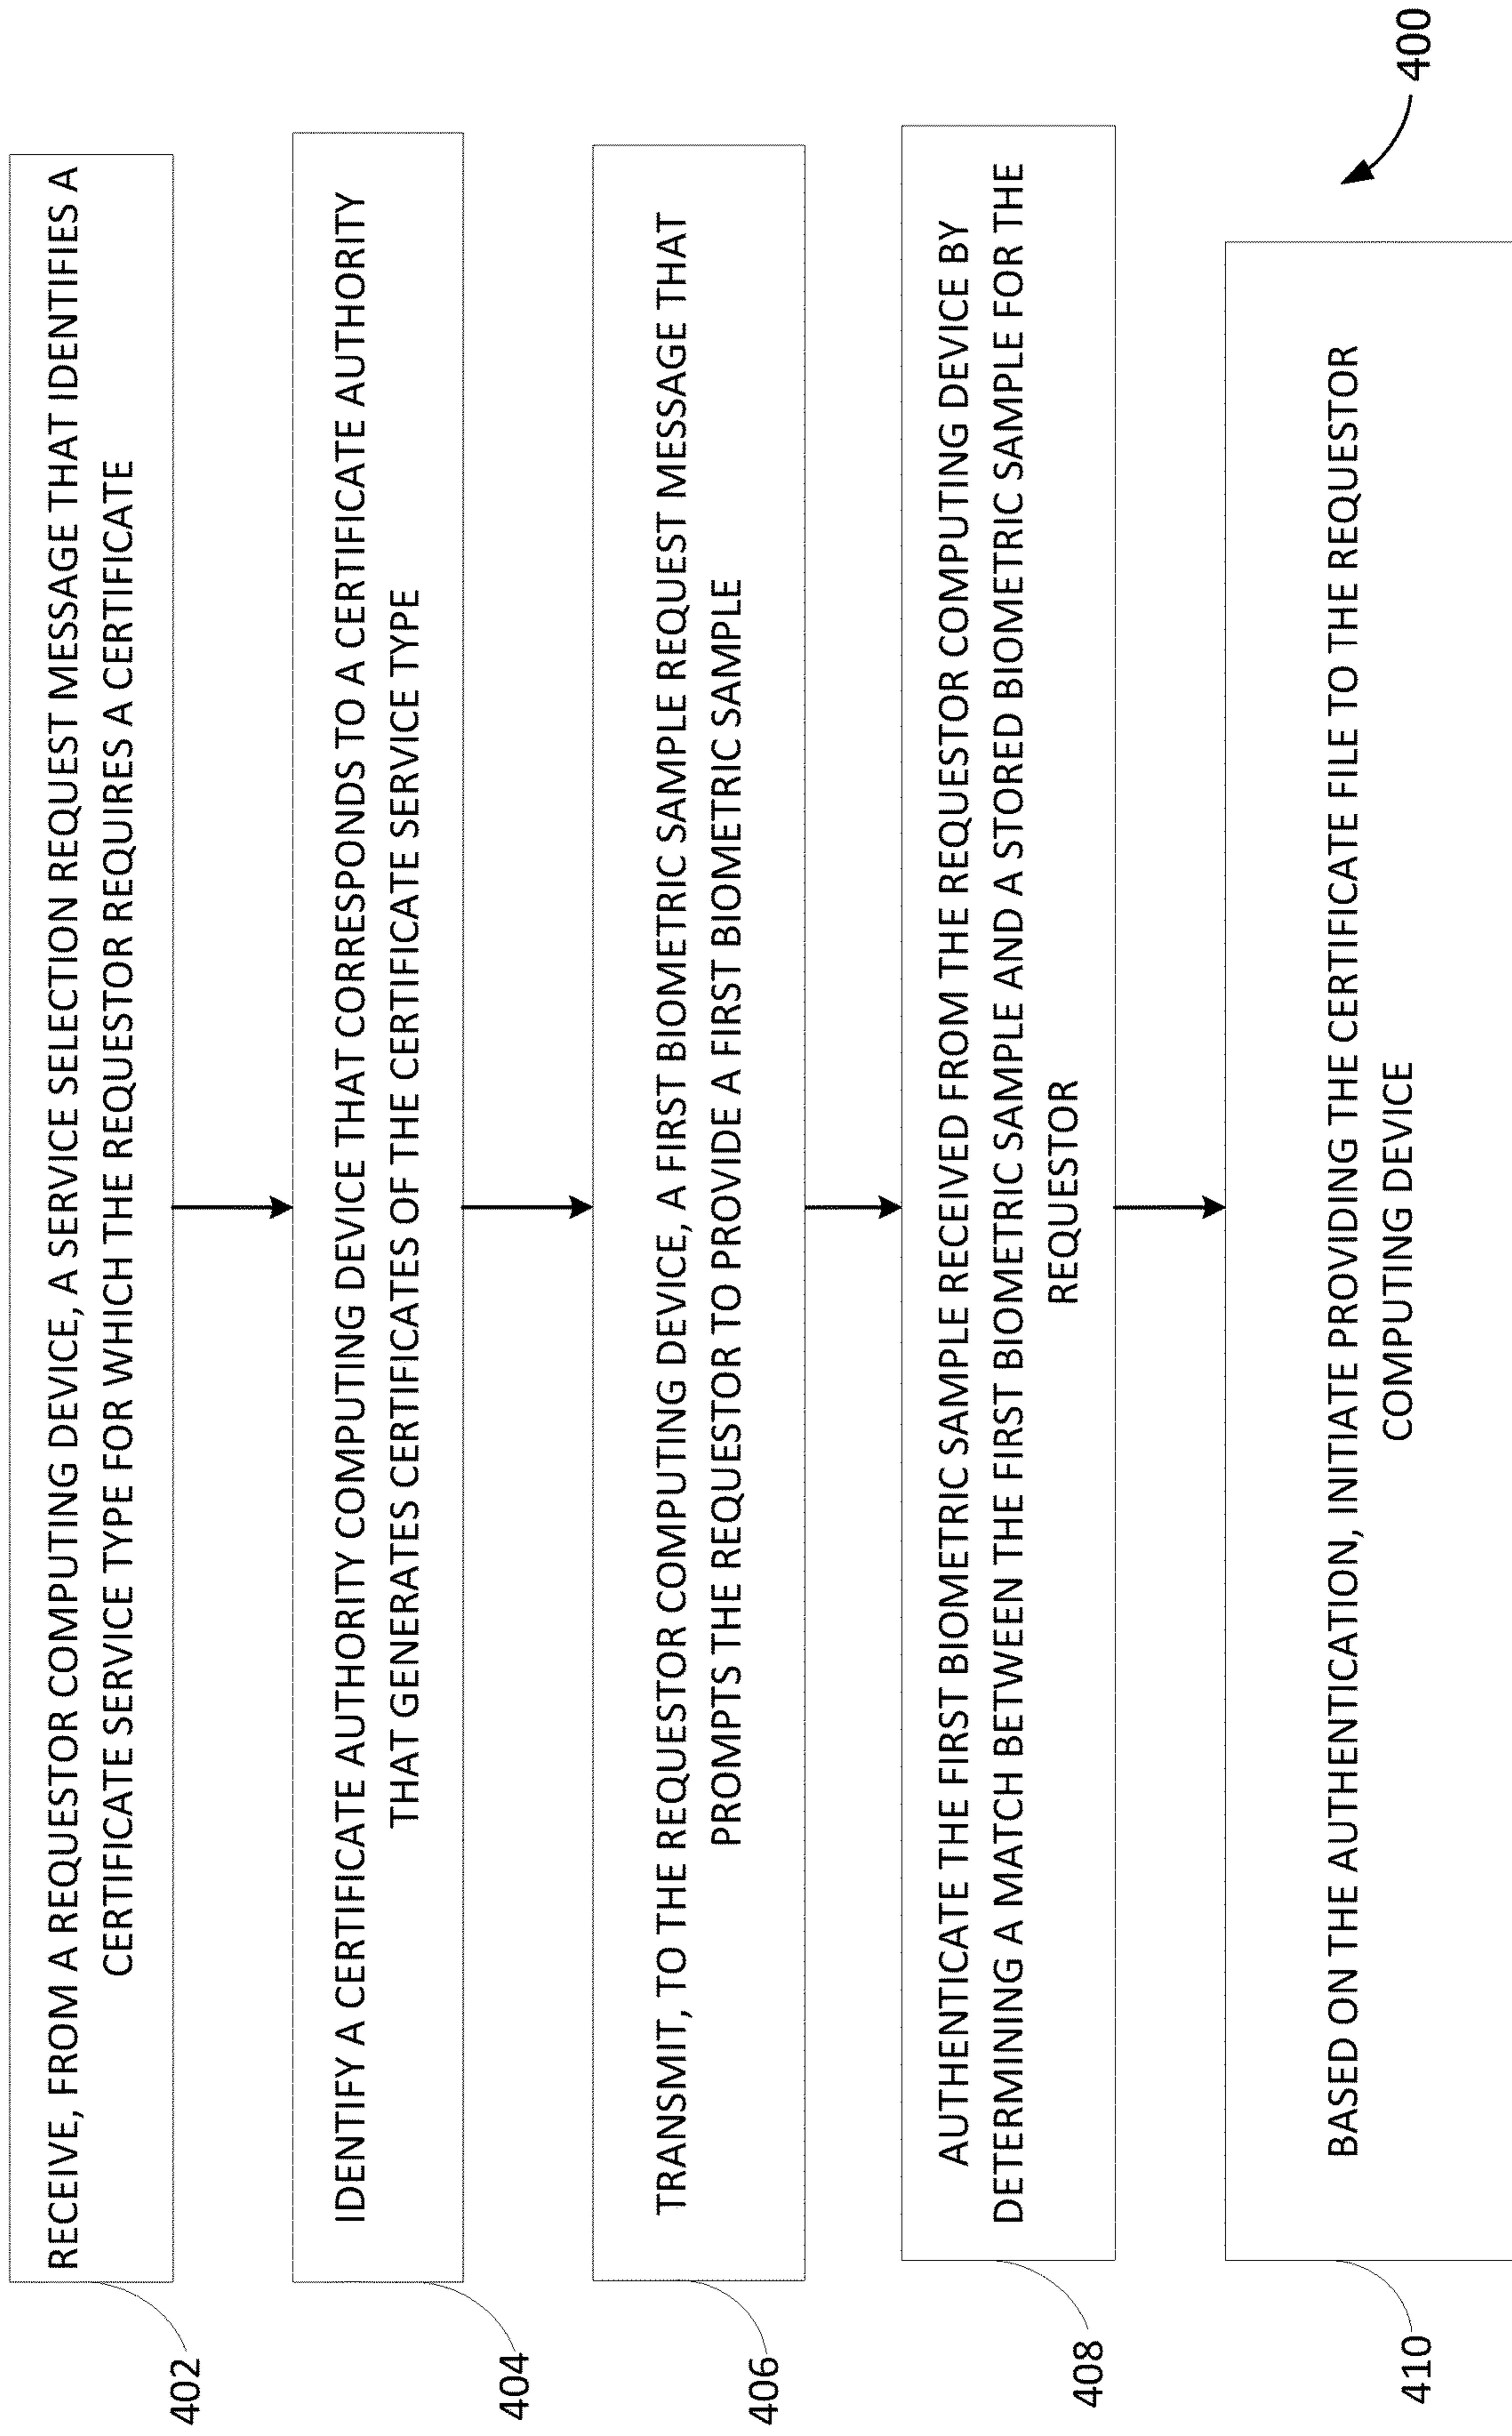 402
RECEIVE, FROM A REQUESTOR COMPUTING DEVICE, A SERVICE SELECTION REQUEST MESSAGE THAT IDENTIFIES A
CERTIFICATE SERVICE TYPE FOR WHICH THE REQUESTOR REQUIRES A CERTIFICATE
404
IDENTIFY A CERTIFICATE AUTHORITY COMPUTING DEVICE THAT CORRESPONDS TO A CERTIFICATE AUTHORITY
THAT GENERATES CERTIFICATES OF THE CERTIFICATE SERVICE TYPE
406
TRANSMIT, TO THE REQUESTOR COMPUTING DEVICE, A FIRST BIOMETRIC SAMPLE REQUEST MESSAGE THAT
PROMPTS THE REQUESTOR TO PROVIDE A FIRST BIOMETRIC SAMPLE
408
AUTHENTICATE THE FIRST BIOMETRIC SAMPLE RECEIVED FROM THE REQUESTOR COMPUTING DEVICE BY
DETERMINING A MATCH BETWEEN THE FIRST BIOMETRIC SAMPLE AND A STORED BIOMETRIC SAMPLE FOR THE
REQUESTOR
410
BASED ON THE AUTHENTICATION, INITIATE PROVIDING THE CERTIFICATE FILE TO THE REQUESTOR
COMPUTING DEVICE
400